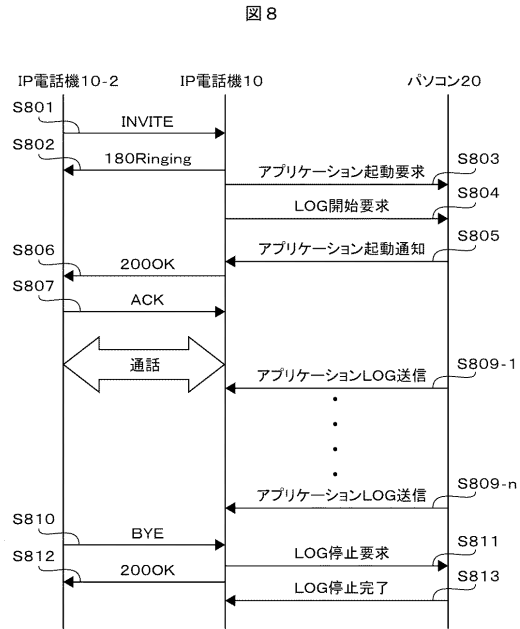 図8
IP電話機10-2 IP電話機10 パソコン20
S801
INVITE
S802
180Ringing
S803
アプリケーション起動要求
S804
LOG開始要求
S805
アプリケーション起動通知
S806
200OK
S807
ACK
通話
S809-1
アプリケーションLOG送信
S809-n
アプリケーションLOG送信
S810
BYE
S811
LOG停止要求
S812
200OK
S813
LOG停止完了